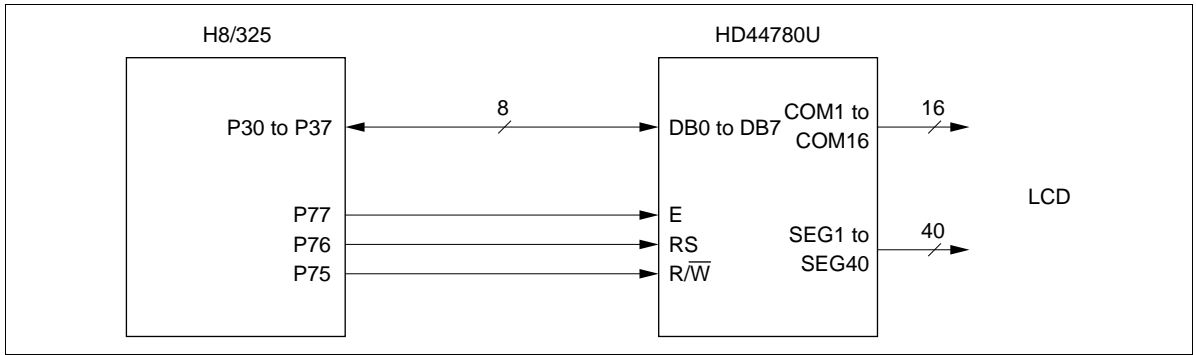 H8/325
HD44780U
P30 to P37
8
DB0 to DB7
COM1 to
COM16
16
P77
E
P76
RS
P75
R/W̅
SEG1 to
SEG40
40
LCD